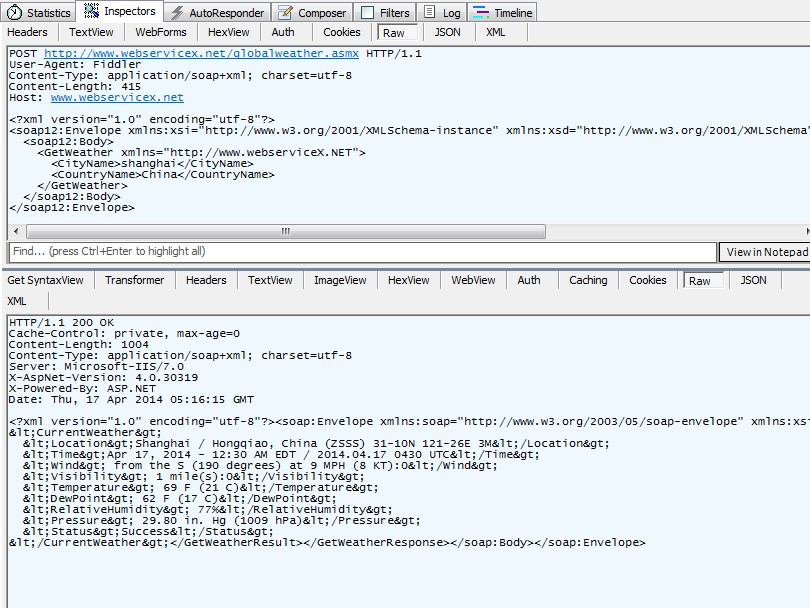 Statistics Inspectors AutoResponder Composer Filters Log Timeline
Headers TextView WebForms HexView Auth Cookies Raw JSON XML
POST http://www.webservicex.net/globalweather.asmx HTTP/1.1
User-Agent: Fiddler
Content-Type: application/soap+xml; charset=utf-8
Content-Length: 415
Host: www.webservicex.net
<?xml version="1.0" encoding="utf-8"?>
<soap12:Envelope xmlns:xsi="http://www.w3.org/2001/XMLSchema-instance" xmlns:xsd="http://www.w3.org/2001/XMLSchema"
<soap12:Body>
<GetWeather xmlns="http://www.webserviceX.NET">
<CityName>shanghai</CityName>
<CountryName>China</CountryName>
</GetWeather>
</soap12:Body>
</soap12:Envelope>
Find... (press Ctrl+Enter to highlight all) View in Notepad
Get SyntaxView Transformer Headers TextView ImageView HexView WebView Auth Caching Cookies Raw JSON
XML
HTTP/1.1 200 OK
Cache-Control: private, max-age=0
Content-Length: 1004
Content-Type: application/soap+xml; charset=utf-8
Server: Microsoft-IIS/7.0
X-AspNet-Version: 4.0.30319
X-Powered-By: ASP.NET
Date: Thu, 17 Apr 2014 05:16:15 GMT
<?xml version="1.0" encoding="utf-8"?><soap:Envelope xmlns:soap="http://www.w3.org/2003/05/soap-envelope" xmlns:xsi
&lt;CurrentWeather&gt;
&lt;Location&gt;Shanghai / Hongqiao, China (ZSSS) 31-10N 121-26E 3M&lt;/Location&gt;
&lt;Time&gt;Apr 17, 2014 - 12:30 AM EDT / 2014.04.17 0430 UTC&lt;/Time&gt;
&lt;Wind&gt; from the S (190 degrees) at 9 MPH (8 KT):0&lt;/Wind&gt;
&lt;Visibility&gt; 1 mile(s):0&lt;/Visibility&gt;
&lt;Temperature&gt; 69 F (21 C)&lt;/Temperature&gt;
&lt;DewPoint&gt; 62 F (17 C)&lt;/DewPoint&gt;
&lt;RelativeHumidity&gt; 77%&lt;/RelativeHumidity&gt;
&lt;Pressure&gt; 29.80 in. Hg (1009 hPa)&lt;/Pressure&gt;
&lt;Status&gt;Success&lt;/Status&gt;
&lt;/CurrentWeather&gt;</GetWeatherResult></GetWeatherResponse></soap:Body></soap:Envelope>